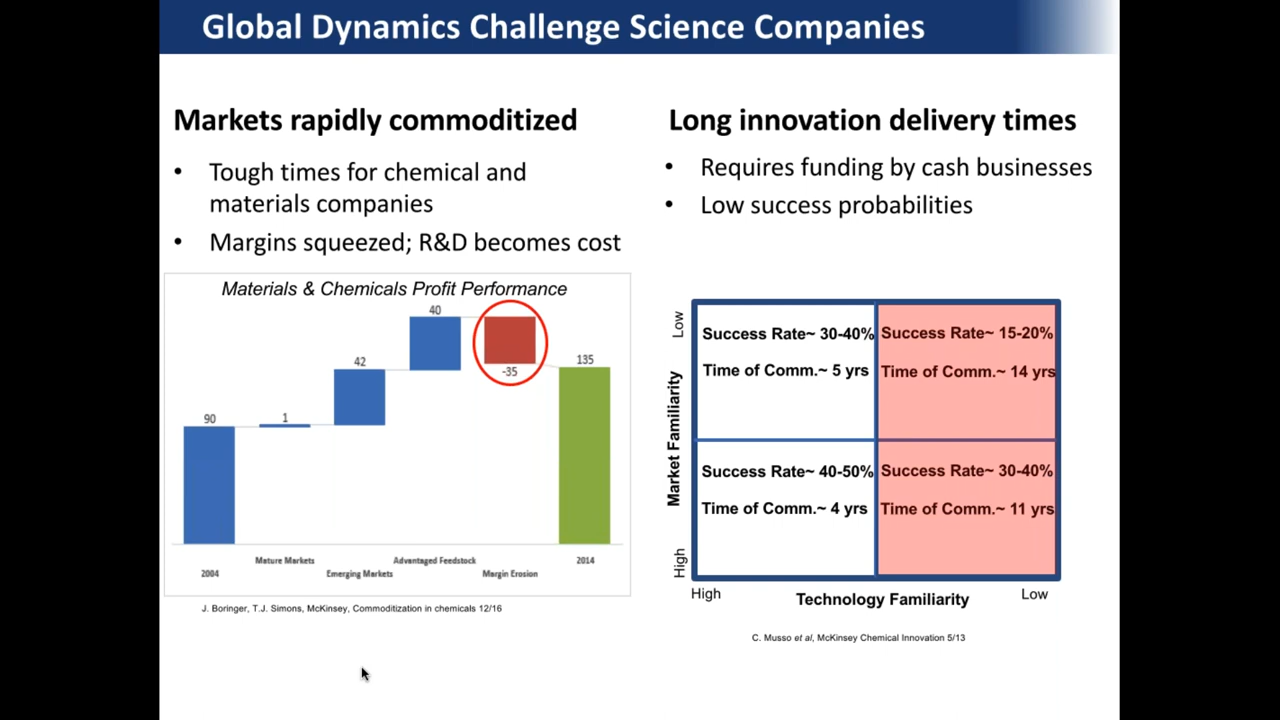 Global Dynamics Challenge Science Companies
Markets rapidly commoditized
• Tough times for chemical and
materials companies
• Margins squeezed; R&D becomes cost
Materials & Chemicals Profit Performance
90
1
42
40
-35
135
2004
Mature Markets
Emerging Markets
Advantaged Feedstock
Margin Erosion
2014
J. Boringer, T.J. Simons, McKinsey, Commoditization in chemicals 12/16
Long innovation delivery times
• Requires funding by cash businesses
• Low success probabilities
Low
Market Familiarity
High
Success Rate~ 30-40%
Time of Comm.~ 5 yrs
Success Rate~ 15-20%
Time of Comm.~ 14 yrs
Success Rate~ 40-50%
Time of Comm.~ 4 yrs
Success Rate~ 30-40%
Time of Comm.~ 11 yrs
High
Technology Familiarity
Low
C. Musso et al, McKinsey Chemical Innovation 5/13